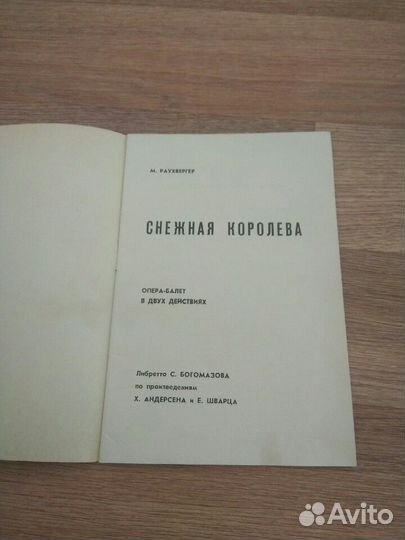 М. РАУХВЕРГЕР
СНЕЖНАЯ КОРОЛЕВА
ОПЕРА-БАЛЕТ
В ДВУХ ДЕЙСТВИЯХ
Либретто С. БОГОМАЗОВА
по произведениям
Х. АНДЕРСЕНА и Е. ШВАРЦА
Avito